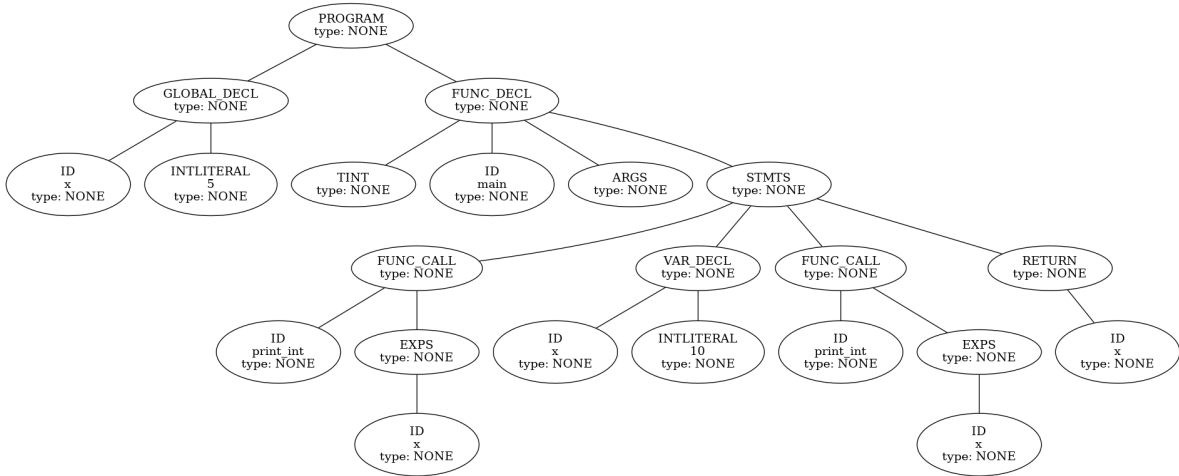 PROGRAM
type: NONE
GLOBAL_DECL
type: NONE
FUNC_DECL
type: NONE
ID
x
type: NONE
INTLITERAL
5
type: NONE
TINT
type: NONE
ID
main
type: NONE
ARGS
type: NONE
STMTS
type: NONE
FUNC_CALL
type: NONE
VAR_DECL
type: NONE
FUNC_CALL
type: NONE
RETURN
type: NONE
ID
print_int
type: NONE
EXPS
type: NONE
ID
x
type: NONE
INTLITERAL
10
type: NONE
ID
print_int
type: NONE
EXPS
type: NONE
ID
x
type: NONE
ID
x
type: NONE
ID
x
type: NONE